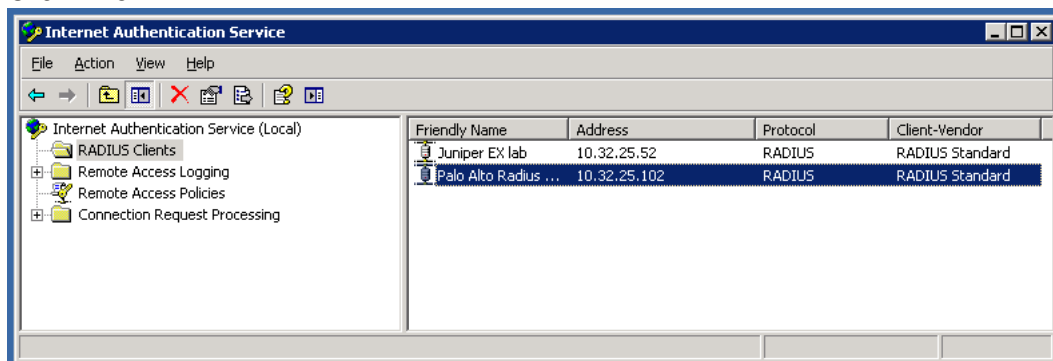 Internet Authentication Service
File Action View Help
Internet Authentication Service (Local)
RADIUS Clients
Remote Access Logging
Remote Access Policies
Connection Request Processing
Friendly Name Address Protocol Client-Vendor
Juniper EX lab 10.32.25.52 RADIUS RADIUS Standard
Palo Alto Radius ... 10.32.25.102 RADIUS RADIUS Standard